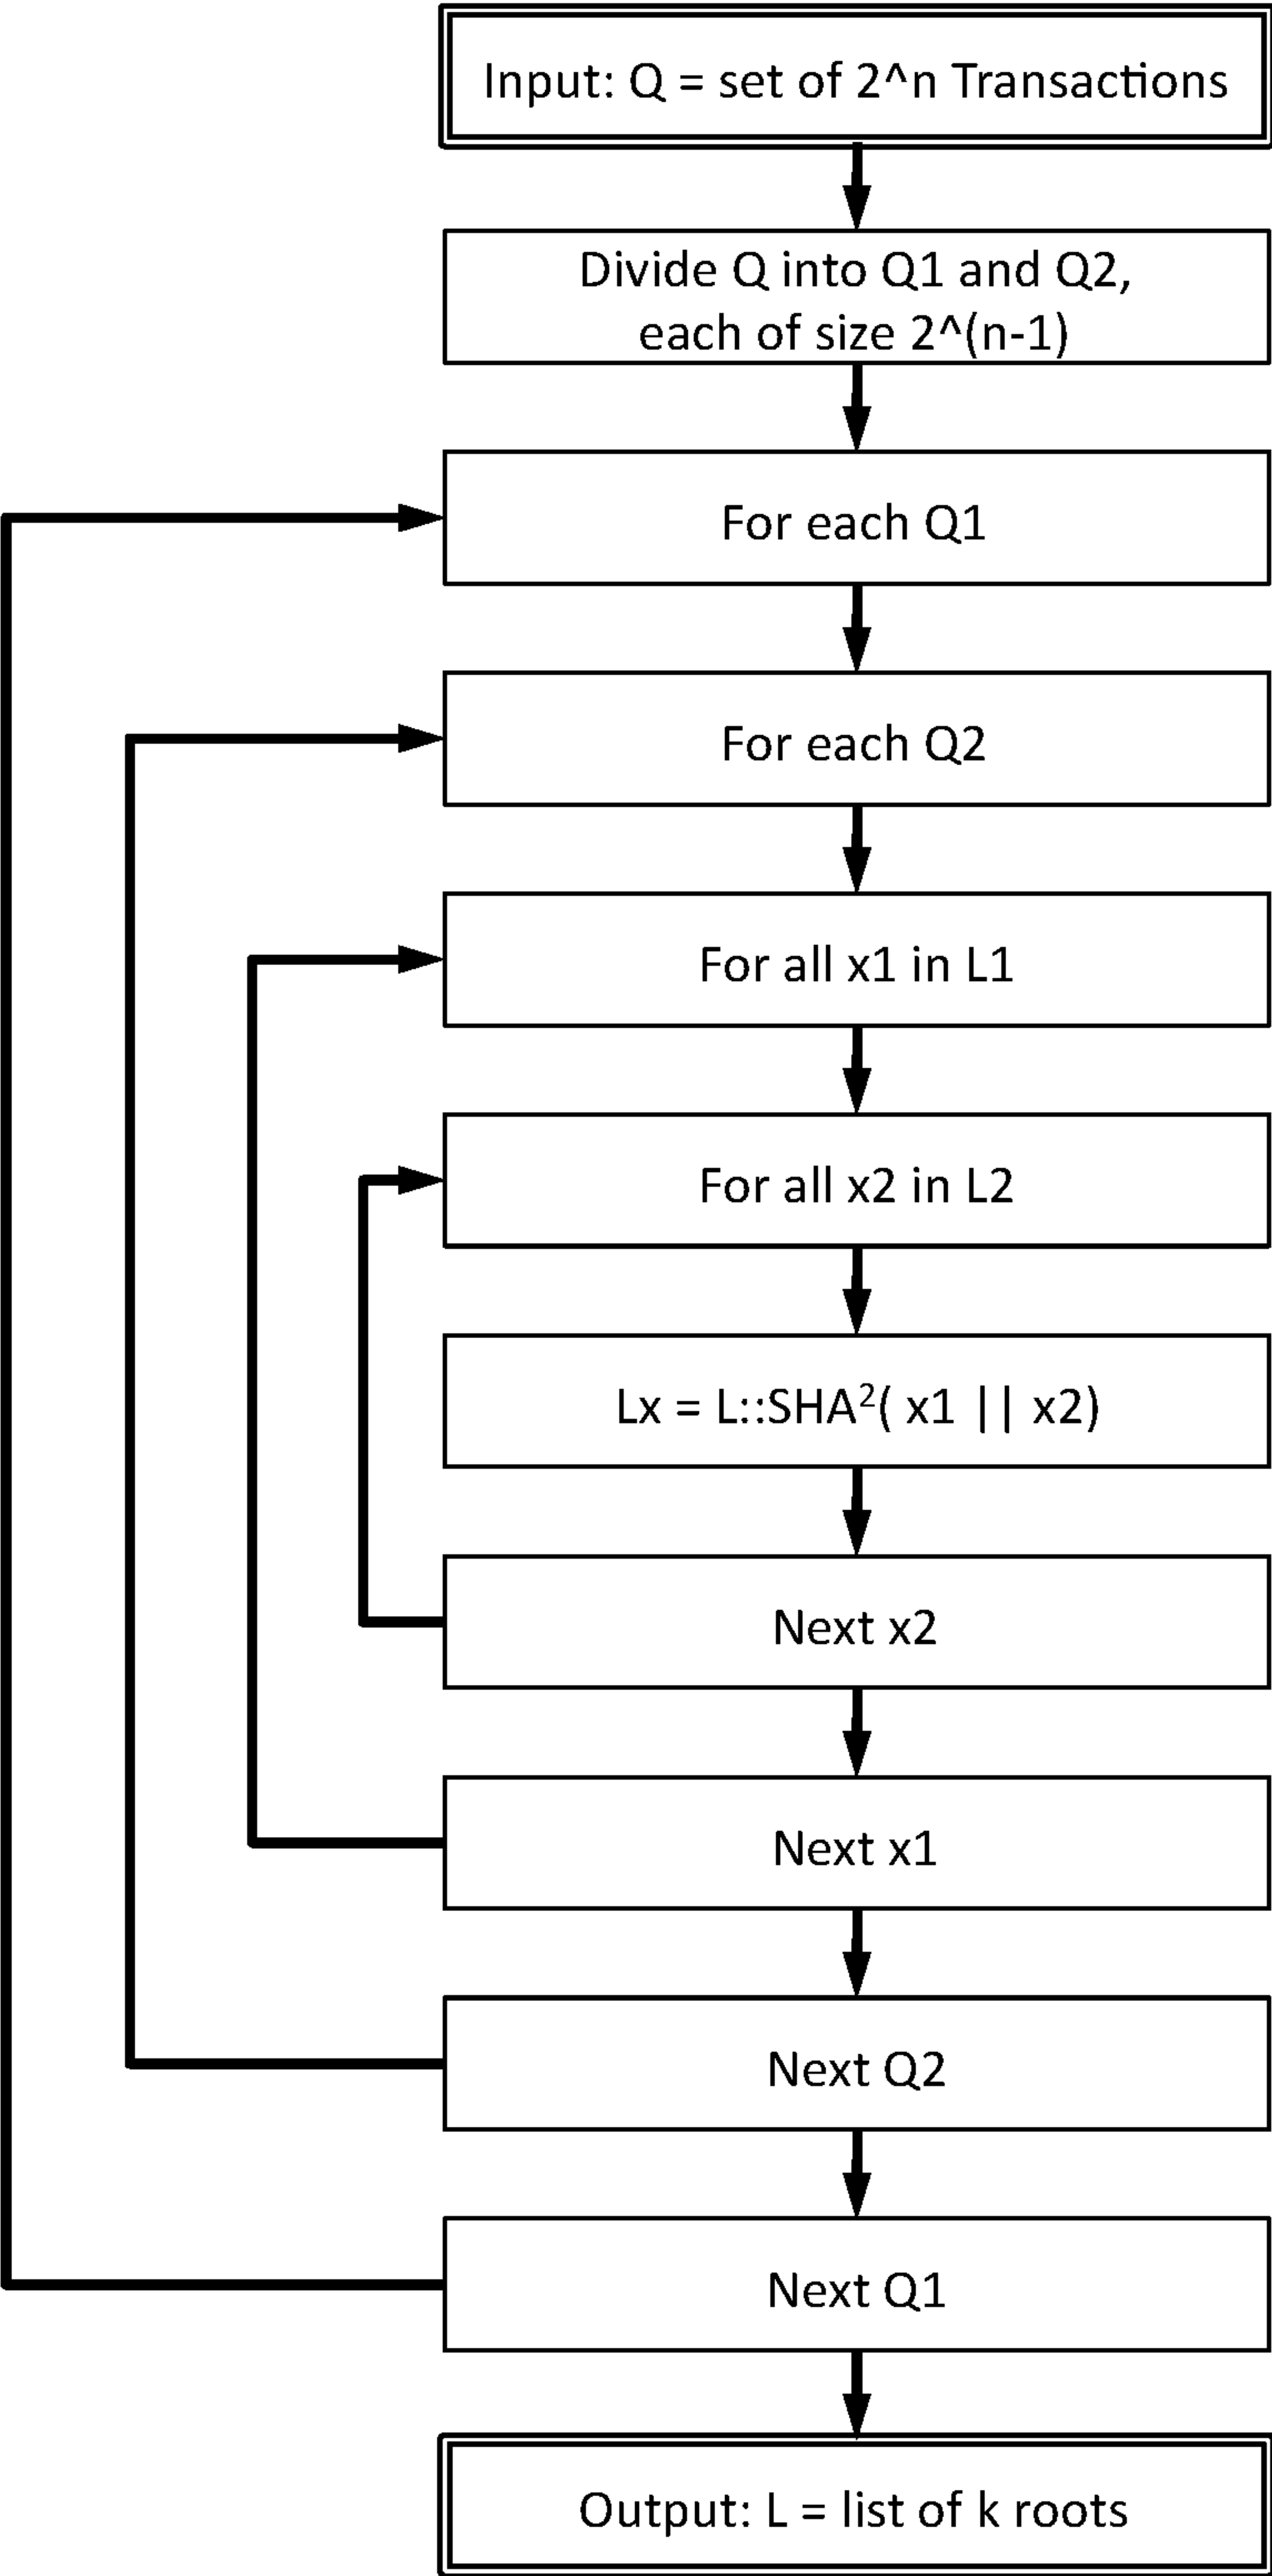 Input: Q = set of 2^n Transactions
Divide Q into Q1 and Q2,
each of size 2^(n-1)
For each Q1
For each Q2
For all x1 in L1
For all x2 in L2
Lx = L::SHA²( x1 || x2)
Next x2
Next x1
Next Q2
Next Q1
Output: L = list of k roots